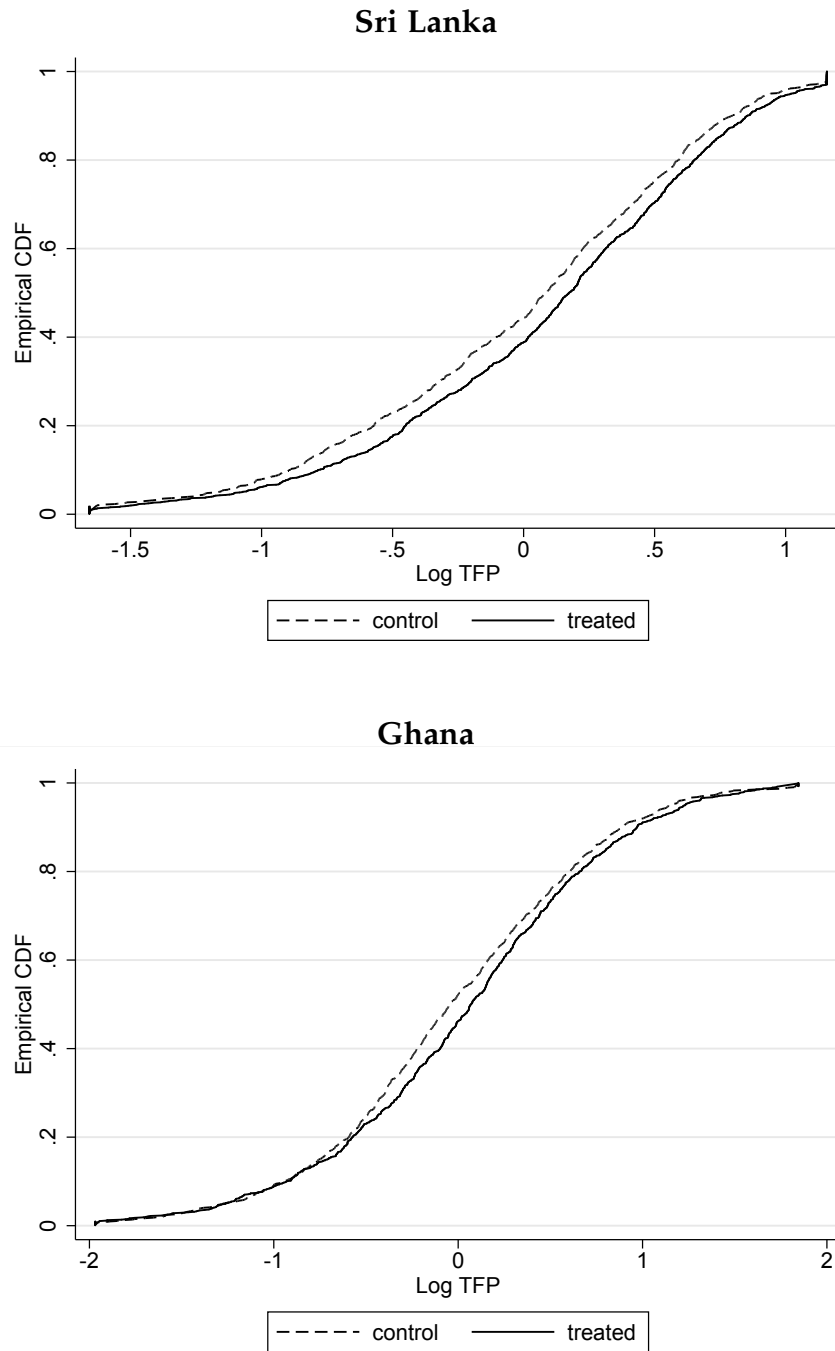 Sri Lanka
1
.8
.6
.4
.2
0
Empirical CDF
-1.5 -1 -.5 0 .5 1
Log TFP
control treated
Ghana
1
.8
.6
.4
.2
0
Empirical CDF
-2 -1 0 1 2
Log TFP
control treated